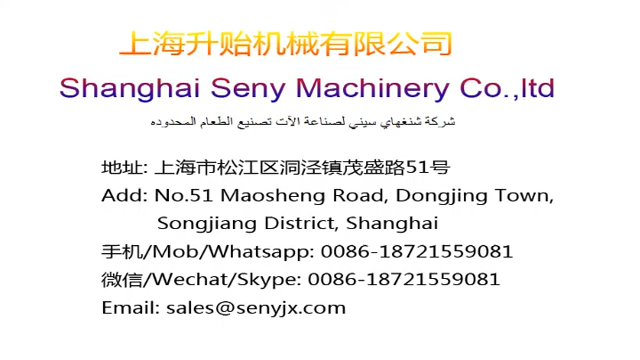 上海升贻机械有限公司
Shanghai Seny Machinery Co.,ltd
شركة شنغهاي سيني لصناعة الآت تصنيع الطعام المحدوده
地址: 上海市松江区洞泾镇茂盛路51号
Add: No.51 Maosheng Road, Dongjing Town,
Songjiang District, Shanghai
手机/Mob/Whatsapp: 0086-18721559081
微信/Wechat/Skype: 0086-18721559081
Email: sales@senyjx.com